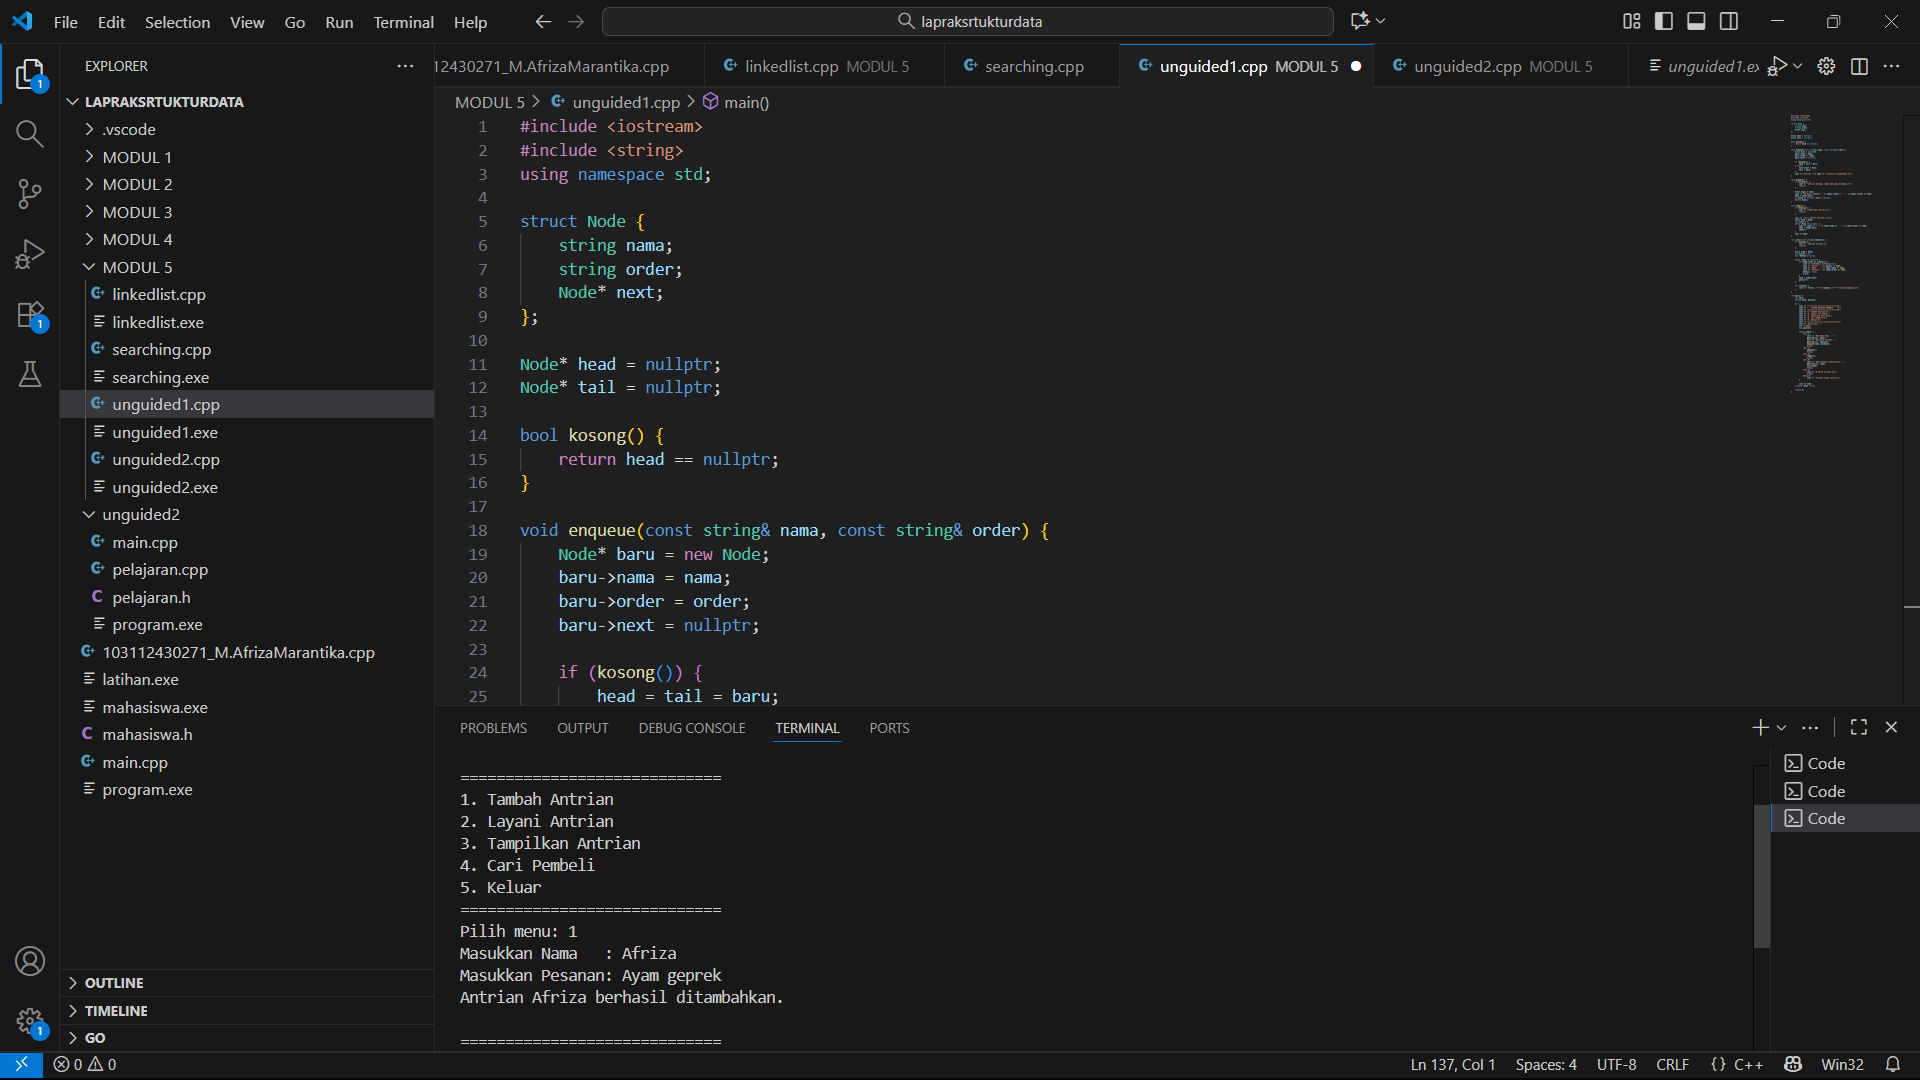 File Edit Selection View Go Run Terminal Help
lapraksrtukturdata
EXPLORER
LAPRAKSRTUKTURDATA
.vscode
MODUL 1
MODUL 2
MODUL 3
MODUL 4
MODUL 5
linkedlist.cpp
linkedlist.exe
searching.cpp
searching.exe
unguided1.cpp
unguided1.exe
unguided2.cpp
unguided2.exe
unguided2
main.cpp
pelajaran.cpp
pelajaran.h
program.exe
103112430271_M.AfrizaMarantika.cpp
latihan.exe
mahasiswa.exe
mahasiswa.h
main.cpp
program.exe
OUTLINE
TIMELINE
GO
12430271_M.AfrizaMarantika.cpp linkedlist.cpp MODUL 5 searching.cpp unguided1.cpp MODUL 5 unguided2.cpp MODUL 5 unguided1.ex
MODUL 5 > unguided1.cpp > main()
1 #include <iostream>
2 #include <string>
3 using namespace std;
4
5 struct Node {
6 string nama;
7 string order;
8 Node* next;
9 };
10
11 Node* head = nullptr;
12 Node* tail = nullptr;
13
14 bool kosong() {
15 return head == nullptr;
16 }
17
18 void enqueue(const string& nama, const string& order) {
19 Node* baru = new Node;
20 baru->nama = nama;
21 baru->order = order;
22 baru->next = nullptr;
23
24 if (kosong()) {
25 head = tail = baru;
PROBLEMS OUTPUT DEBUG CONSOLE TERMINAL PORTS
=============================
1. Tambah Antrian
2. Layani Antrian
3. Tampilkan Antrian
4. Cari Pembeli
5. Keluar
=============================
Pilih menu: 1
Masukkan Nama   : Afriza
Masukkan Pesanan: Ayam geprek
Antrian Afriza berhasil ditambahkan.
=============================
Code
Code
Code
1
1
1
0 0
Ln 137, Col 1 Spaces: 4 UTF-8 CRLF {} C++ Win32